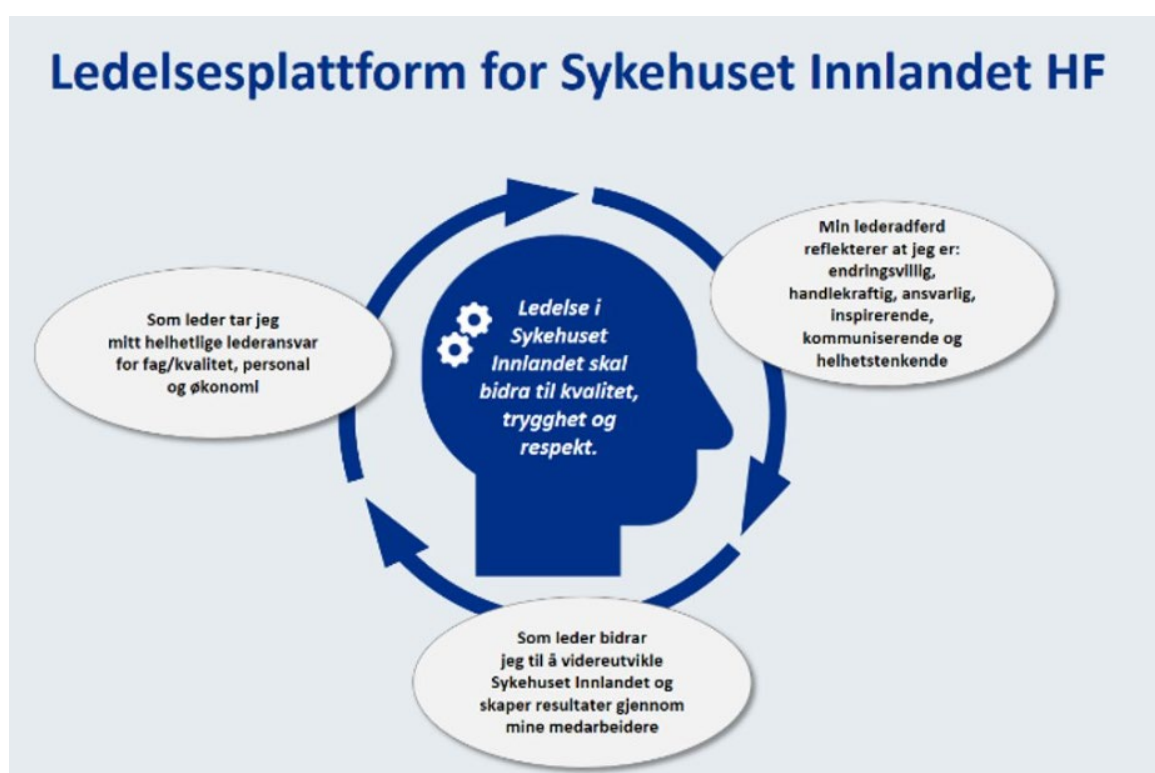 Ledelsesplattform for Sykehuset Innlandet HF
Min lederadferd
reflekterer at jeg er:
endringsvillig,
handlekraftig, ansvarlig,
inspirerende,
kommuniserende og
helhetstenkende
Ledelse i
Sykehuset
Innlandet skal
bidra til kvalitet,
trygghet og
respekt.
Som leder tar jeg
mitt helhetlige lederansvar
for fag/kvalitet, personal
og økonomI
Som leder bidrar
jeg til å videreutvikle
Sykehuset Innlandet og
skaper resultater gjennom
mine medarbeidere